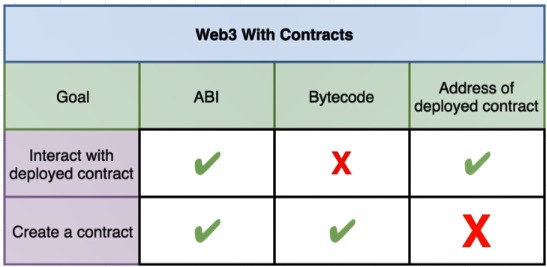 Web3 With Contracts
Goal
ABI
Bytecode
Address of
deployed contract
Interact with
deployed contract
✔
X
✔
Create a contract
✔
✔
X